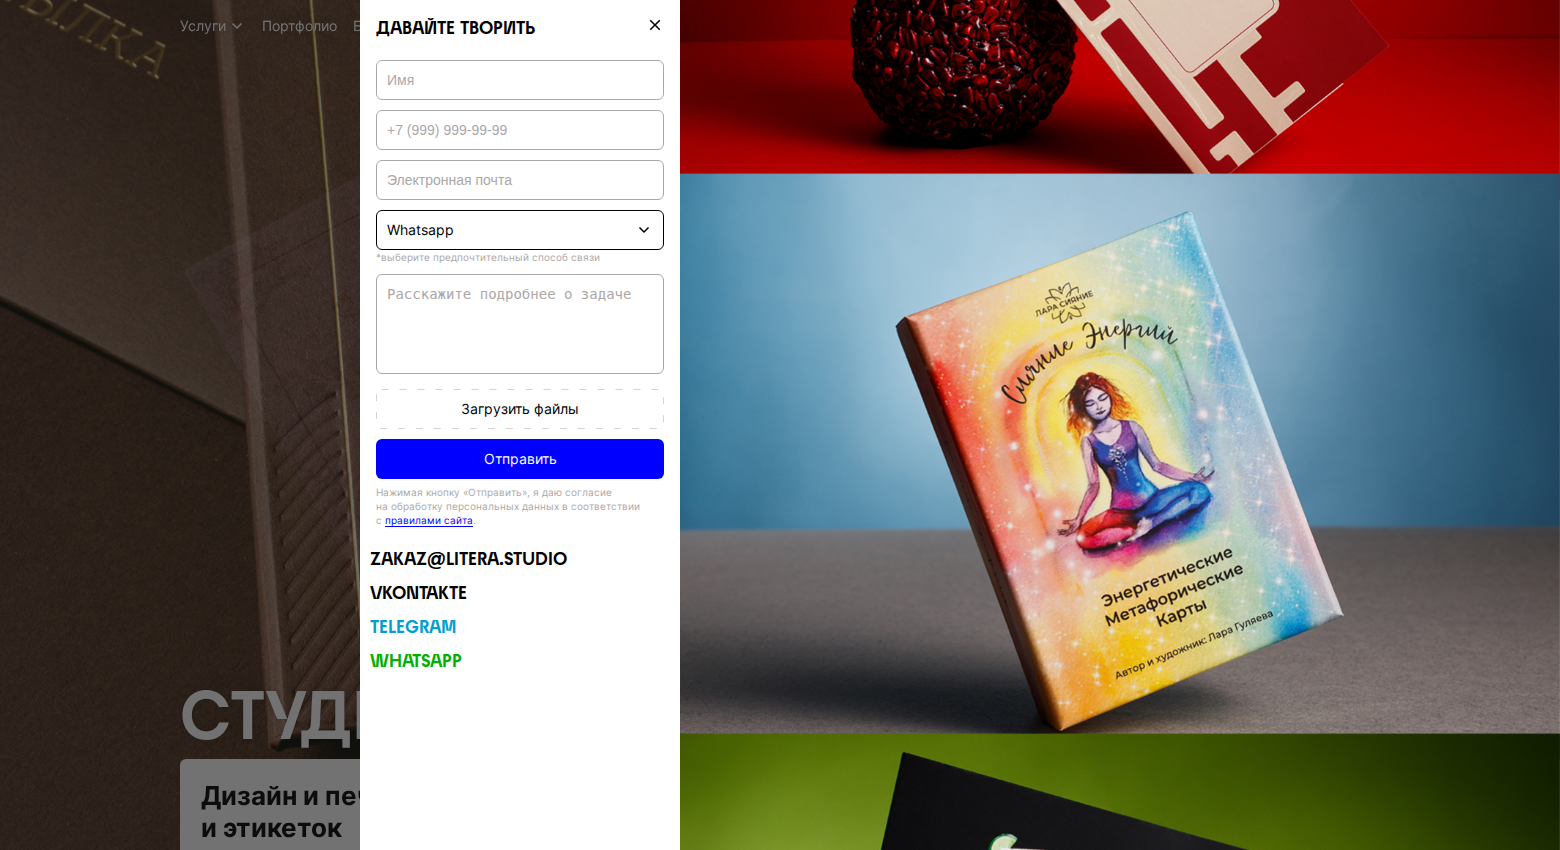 ЫЛКА
Услуги
Портфолио
СТУД
Дизайн и печ
и этикеток
ДАВАЙТЕ ТВОРИТЬ
Имя
+7 (999) 999-99-99
Электронная почта
Whatsapp
*выберите предпочтительный способ связи
Расскажите подробнее о задаче
Загрузить файлы
Отправить
Нажимая кнопку «Отправить», я даю согласие
на обработку персональных данных в соответствии
с правилами сайта.
ZAKAZ@LITERA.STUDIO
VKONTAKTE
TELEGRAM
WHATSAPP
ЛАРА СИЯНИЕ
Сияние Энергий
Энергетические
Метафорические
Карты
Автор и художник: Лара Гуляева